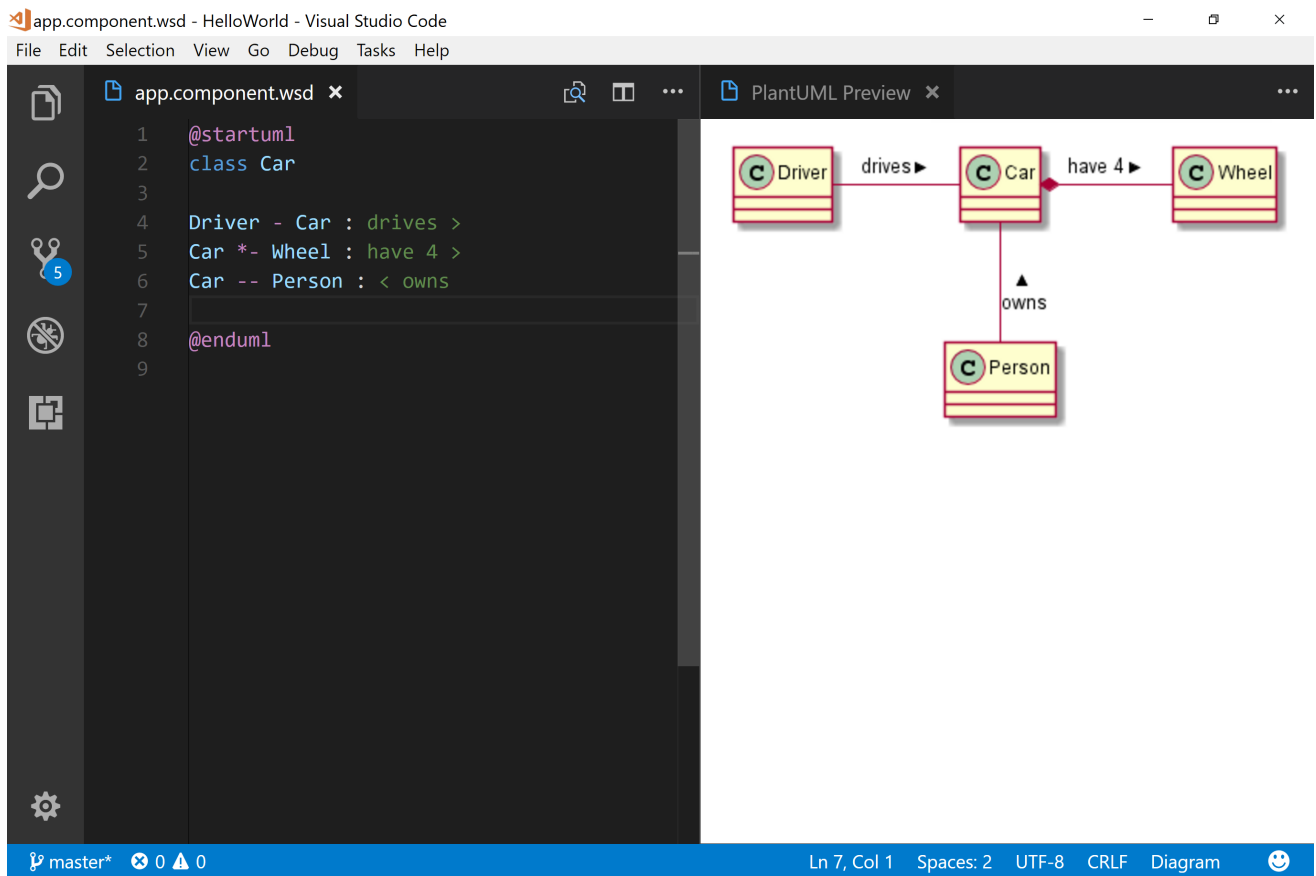 app.component.wsd - HelloWorld - Visual Studio Code
File Edit Selection View Go Debug Tasks Help
app.component.wsd
PlantUML Preview
1 @startuml
2 class Car
3
4 Driver - Car : drives >
5 Car *- Wheel : have 4 >
6 Car -- Person : < owns
7
8 @enduml
9
C Driver
drives ▶
C Car
have 4 ▶
C Wheel
▲
owns
C Person
5
master* 0 0
Ln 7, Col 1 Spaces: 2 UTF-8 CRLF Diagram